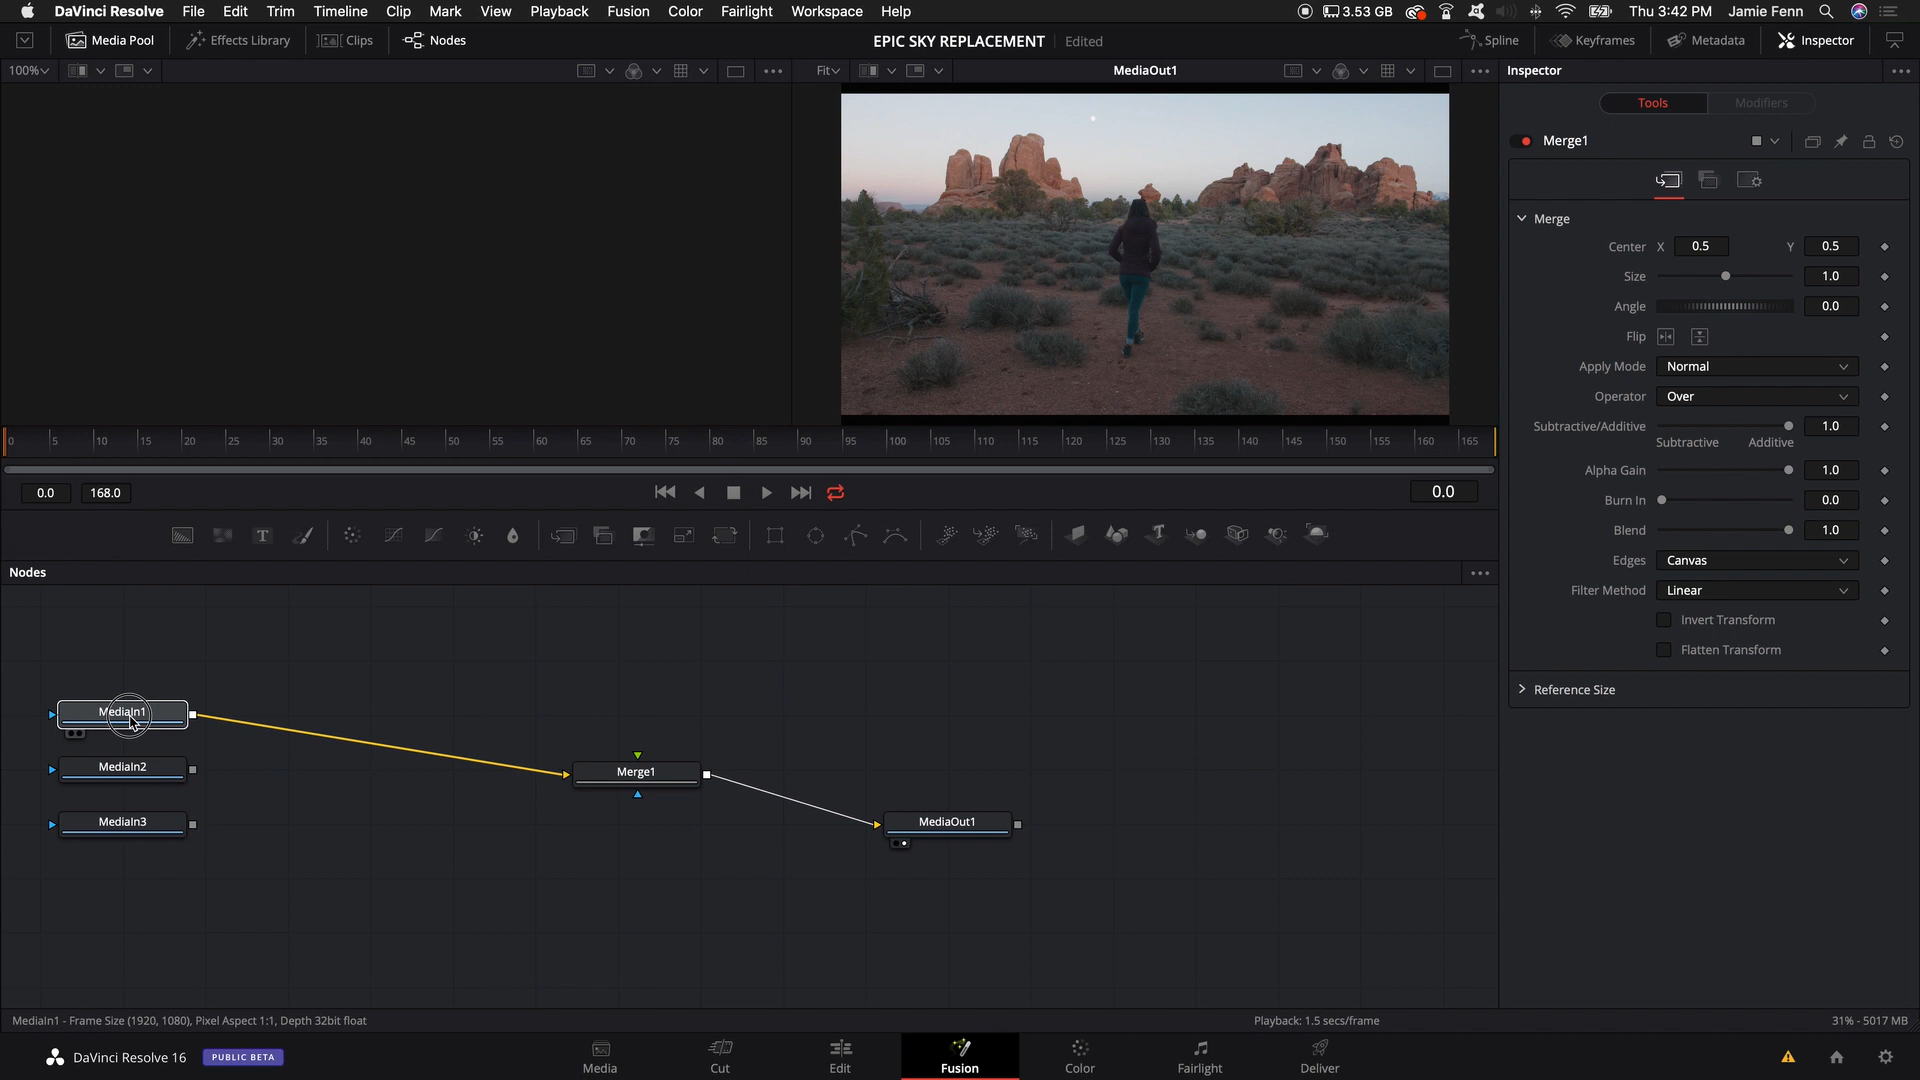 DaVinci Resolve File Edit Trim Timeline Clip Mark View Playback Fusion Color Fairlight Workspace Help 3.53 GB Thu 3:42 PM Jamie Fenn
Media Pool Effects Library Clips Nodes EPIC SKY REPLACEMENT Edited Spline Keyframes Metadata Inspector
100% Fit MediaOut1 Inspector
Tools Modifiers
Merge1
Merge
Center X 0.5 Y 0.5
Size 1.0
Angle 0.0
Flip
Apply Mode Normal
Operator Over
Subtractive/Additive 1.0
Subtractive Additive
Alpha Gain 1.0
Burn In 0.0
Blend 1.0
Edges Canvas
Filter Method Linear
Invert Transform
Flatten Transform
Reference Size
0 5 10 15 20 25 30 35 40 45 50 55 60 65 70 75 80 85 90 95 100 105 110 115 120 125 130 135 140 145 150 155 160 165
0.0 168.0 0.0
T T
Nodes
MediaIn1
MediaIn2
Merge1
MediaIn3
MediaOut1
MediaIn1 - Frame Size (1920, 1080), Pixel Aspect 1:1, Depth 32bit float Playback: 1.5 secs/frame 31% - 5017 MB
DaVinci Resolve 16 PUBLIC BETA Media Cut Edit Fusion Color Fairlight Deliver